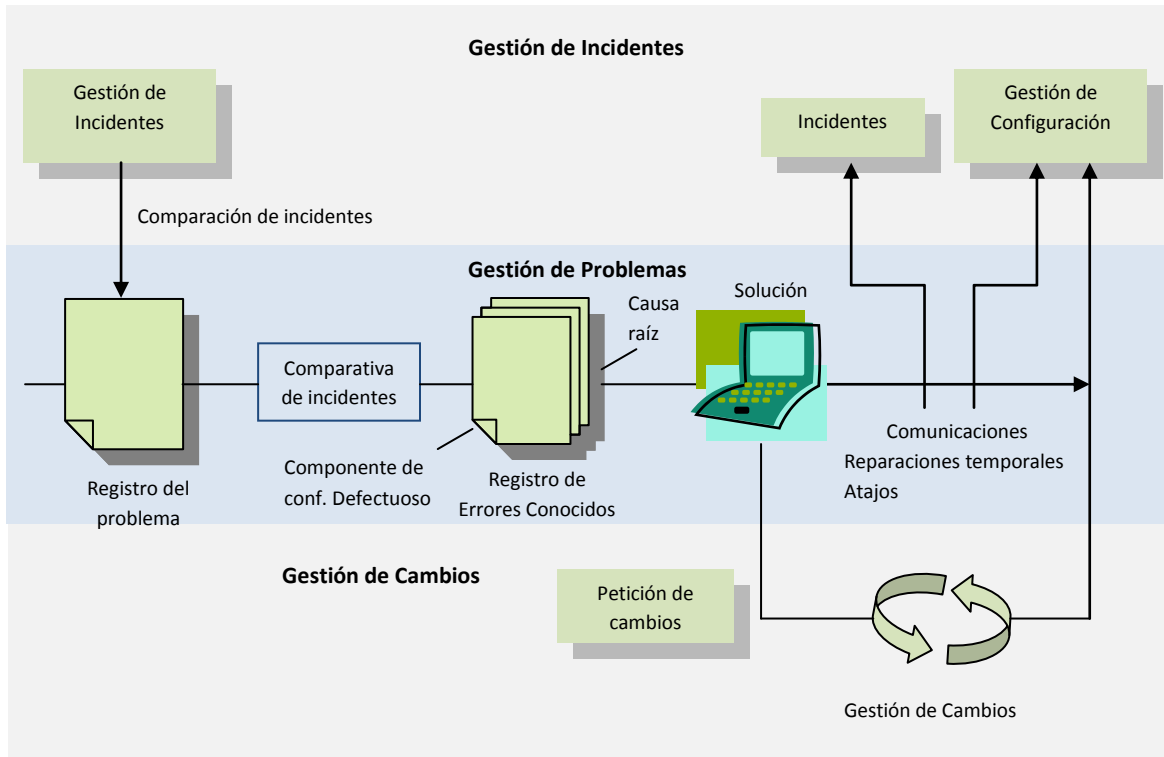 Gestión de Incidentes
Gestión de
Incidentes
Incidentes
Gestión de
Configuración
Comparación de incidentes
Gestión de Problemas
Solución
Causa
raíz
Comparativa
de incidentes
Componente de
conf. Defectuoso
Registro de
Errores Conocidos
Registro del
problema
Comunicaciones
Reparaciones temporales
Atajos
Gestión de Cambios
Petición de
cambios
Gestión de Cambios